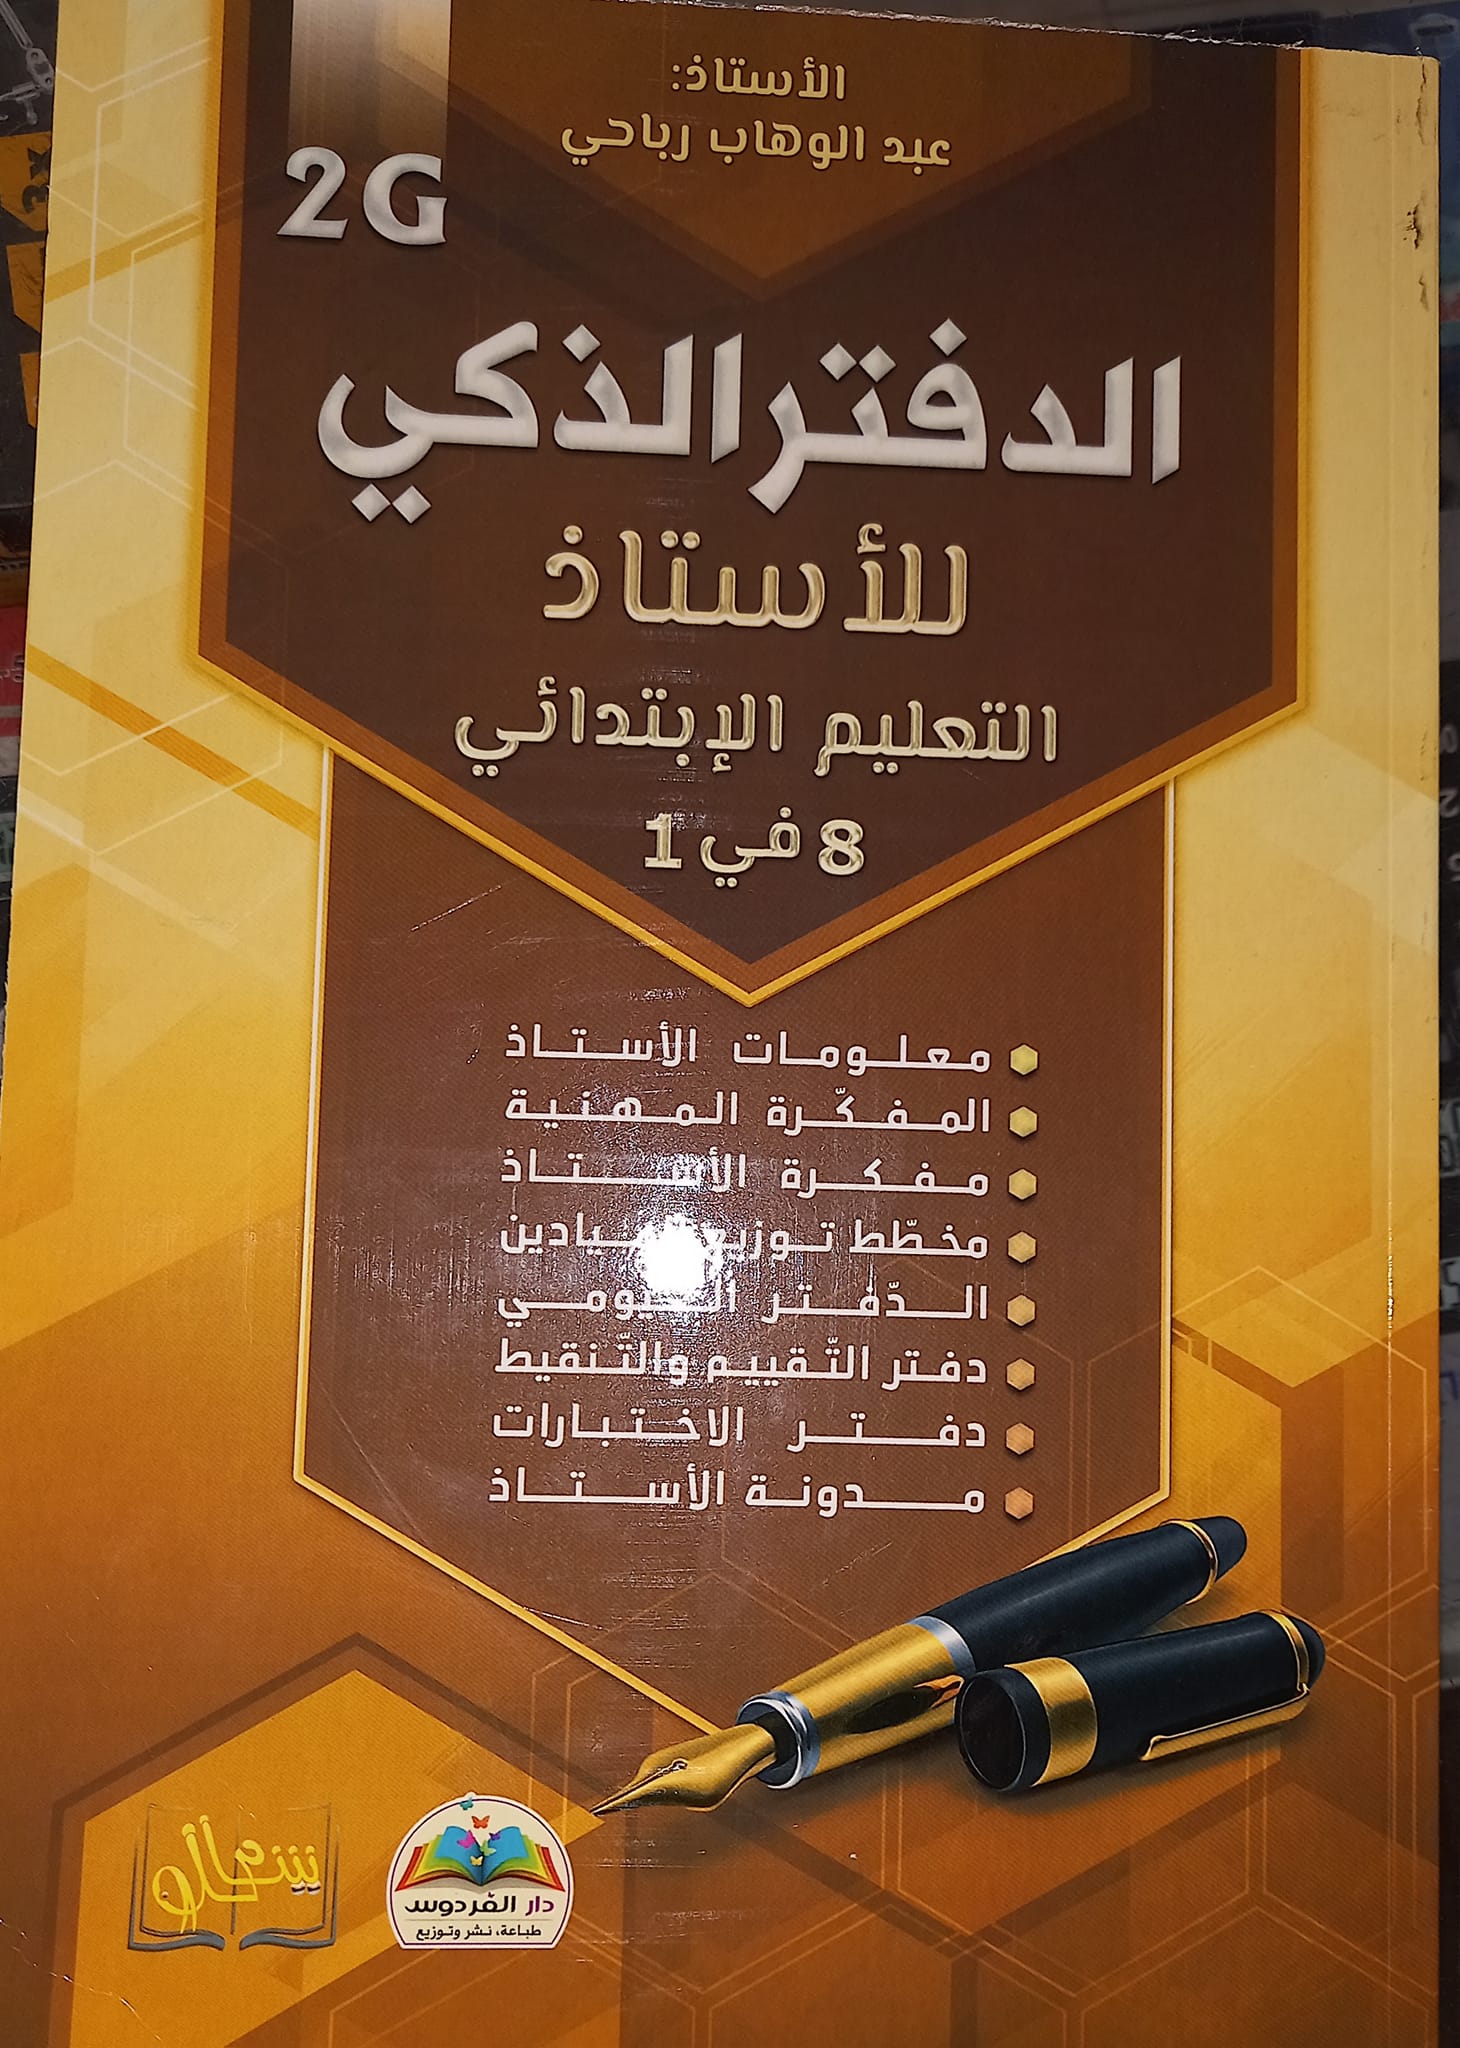 الأستاذ:
عبد الوهاب رباحي
2G
الدفتر الذكي
للأستاذ
التعليم الإبتدائي
8 في 1
معلومات الأستاذ
المفكّرة المهنية
مفكرة الأستاذ
مخطّط توزيع الميادين
الدّفتر اليومي
دفتر التّقييم والتّنقيط
دفتر الاختبارات
مدونة الأستاذ
دار الفردوس
طباعة، نشر وتوزيع